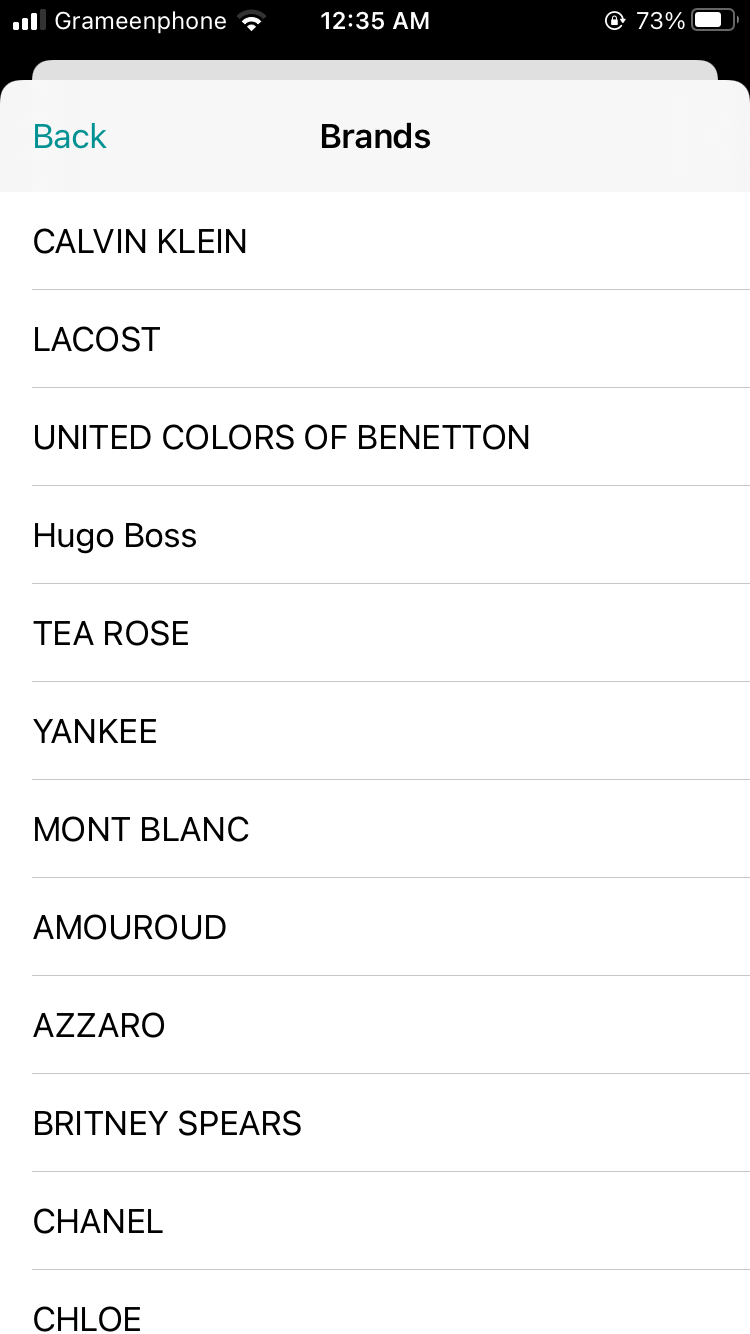 Grameenphone 12:35 AM 73%
Back Brands
CALVIN KLEIN
LACOST
UNITED COLORS OF BENETTON
Hugo Boss
TEA ROSE
YANKEE
MONT BLANC
AMOUROUD
AZZARO
BRITNEY SPEARS
CHANEL
CHLOE